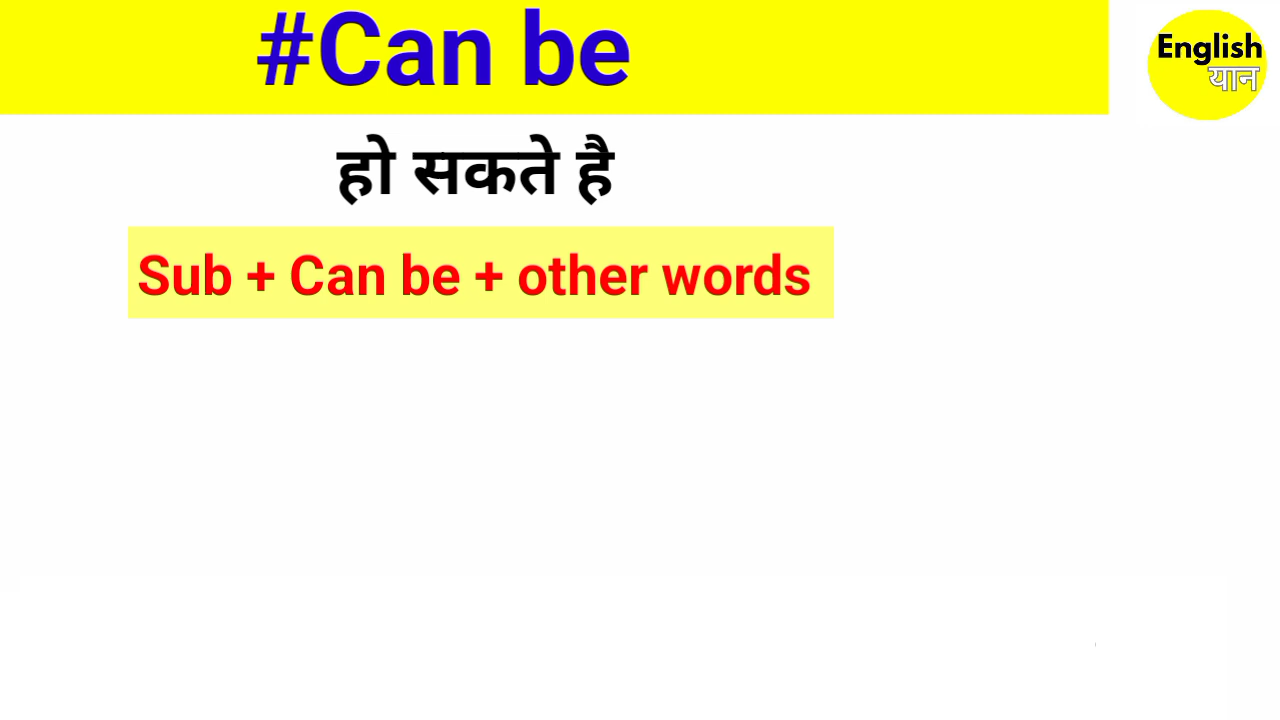 #Can be
English
यान
हो सकते है
Sub + Can be + other words